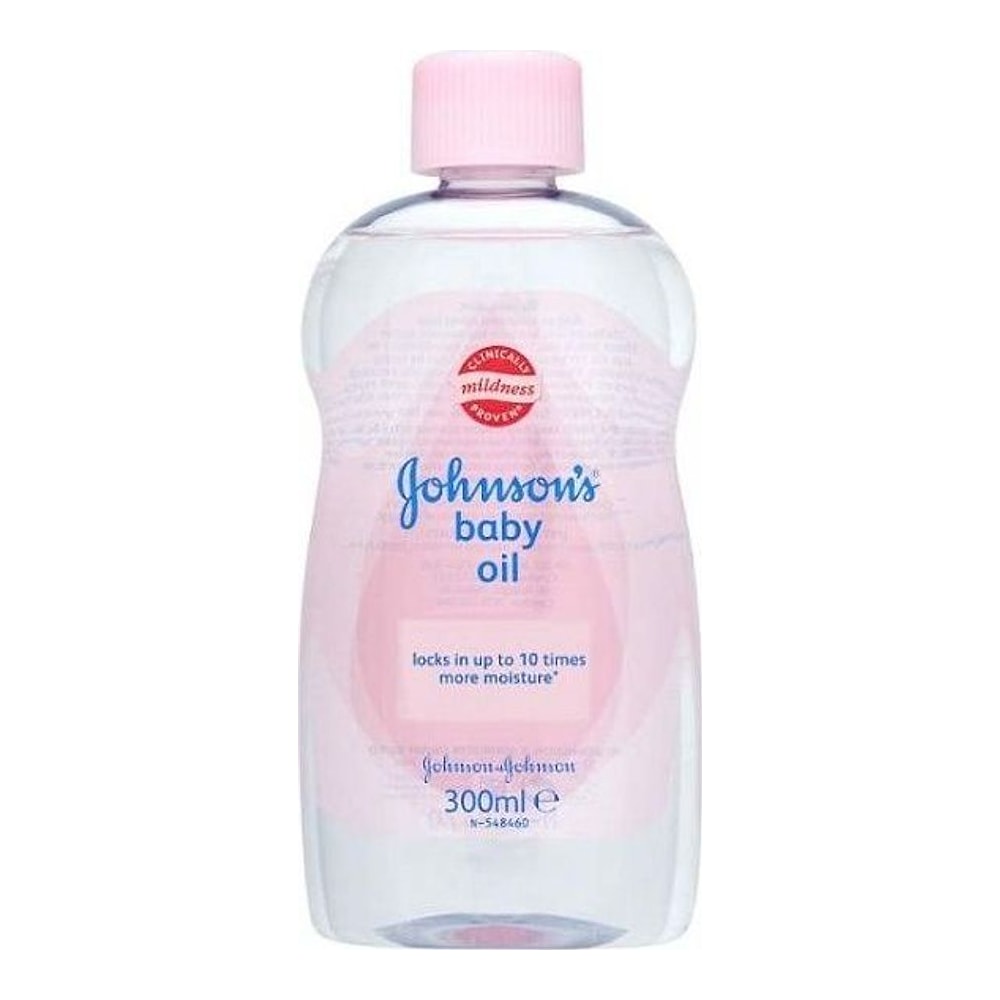 CLINICALLY
mildness
PROVEN
Johnson's®
baby
oil
locks in up to 10 times
more moisture*
Johnson & Johnson
300ml ℮
N-548460